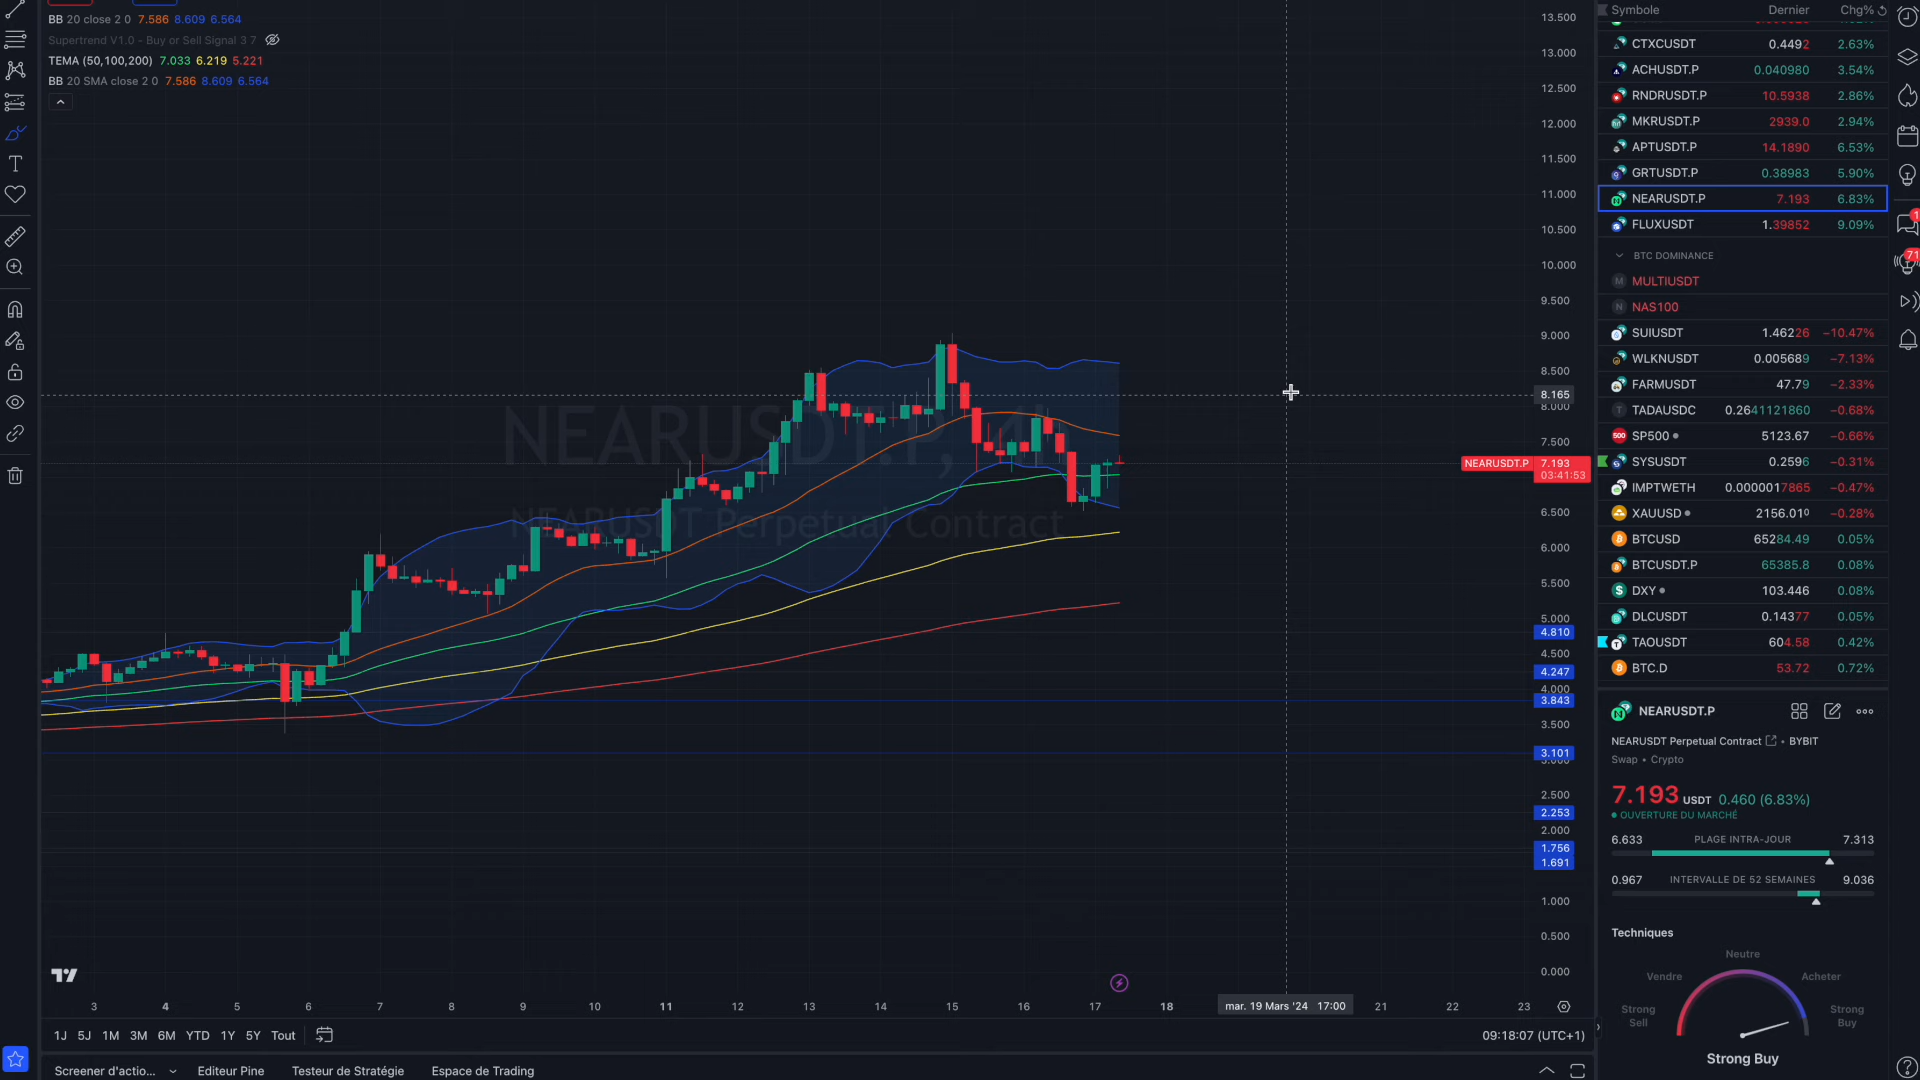 BB 20 close 2 0 7.586 8.609 6.564
Supertrend V1.0 - Buy or Sell Signal 3 7
TEMA (50,100,200) 7.033 6.219 5.221
BB 20 SMA close 2 0 7.586 8.609 6.564
NEARUSDT.P, 4h
NEARUSDT Perpetual Contract
13.500
13.000
12.500
12.000
11.500
11.000
10.500
10.000
9.500
9.000
8.500
8.165
8.000
7.500
NEARUSDT.P 7.193
03:41:53
6.500
6.000
5.500
5.000
4.810
4.500
4.247
4.000
3.843
3.500
3.101
3.000
2.500
2.253
2.000
1.756
1.691
1.000
0.500
0.000
3 4 5 6 7 8 9 10 11 12 13 14 15 16 17 18 mar. 19 Mars '24 17:00 21 22 23
1J 5J 1M 3M 6M YTD 1Y 5Y Tout
09:18:07 (UTC+1)
Screener d'actio... Editeur Pine Testeur de Stratégie Espace de Trading
Symbole Dernier Chg%
CTXCUSDT 0.4492 2.63%
ACHUSDT.P 0.040980 3.54%
RNDRUSDT.P 10.5938 2.86%
MKRUSDT.P 2939.0 2.94%
APTUSDT.P 14.1890 6.53%
GRTUSDT.P 0.38983 5.90%
NEARUSDT.P 7.193 6.83%
FLUXUSDT 1.39852 9.09%
BTC DOMINANCE
M MULTIUSDT
N NAS100
SUIUSDT 1.46226 −10.47%
WLKNUSDT 0.005689 −7.13%
FARMUSDT 47.79 −2.33%
T TADAUSDC 0.2641121860 −0.68%
500 SP500 5123.67 −0.66%
SYSUSDT 0.2596 −0.31%
IMPTWETH 0.0000017865 −0.47%
XAUUSD 2156.010 −0.28%
BTCUSD 65284.49 0.05%
BTCUSDT.P 65385.8 0.08%
DXY 103.446 0.08%
DLCUSDT 0.14377 0.05%
TAOUSDT 604.58 0.42%
BTC.D 53.72 0.72%
NEARUSDT.P
NEARUSDT Perpetual Contract • BYBIT
Swap • Crypto
7.193 USDT 0.460 (6.83%)
OUVERTURE DU MARCHÉ
6.633 PLAGE INTRA-JOUR 7.313
0.967 INTERVALLE DE 52 SEMAINES 9.036
Techniques
Neutre
Vendre Acheter
Strong Sell Strong Buy
Strong Buy
1
71